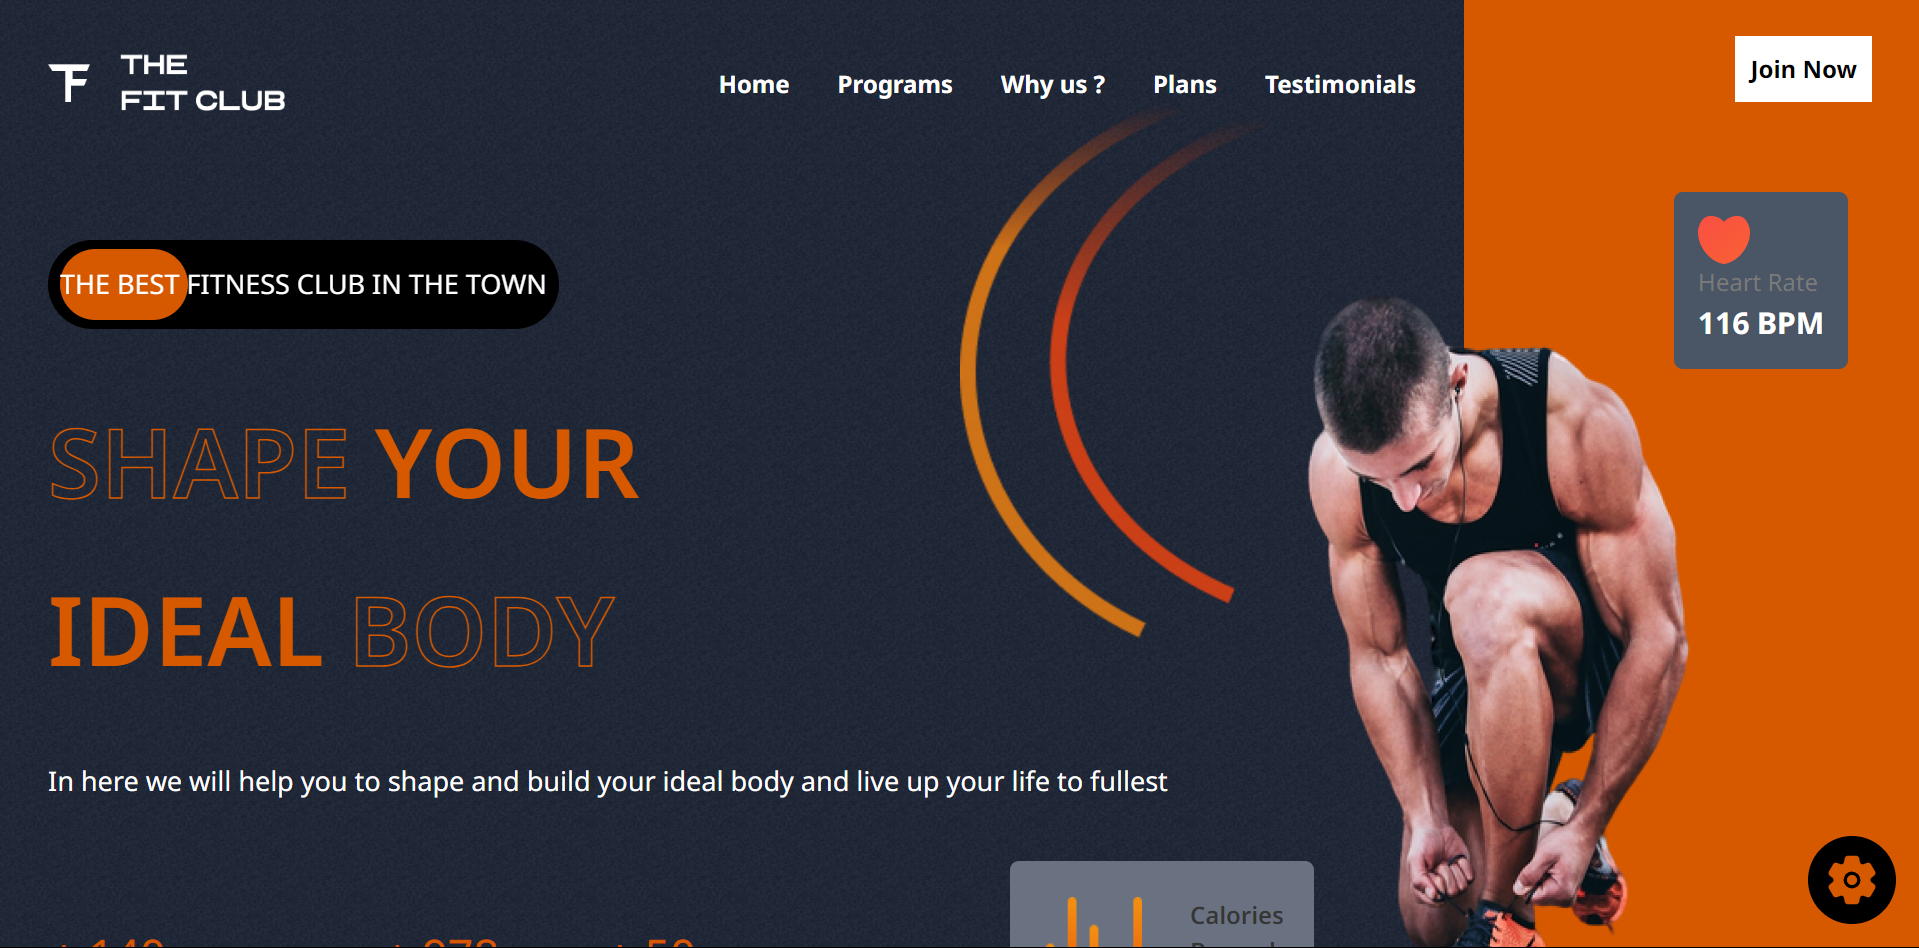 THE
FIT CLUB
Home Programs Why us ? Plans Testimonials
Join Now
THE BEST FITNESS CLUB IN THE TOWN
Heart Rate
116 BPM
SHAPE YOUR
IDEAL BODY
In here we will help you to shape and build your ideal body and live up your life to fullest
Calories